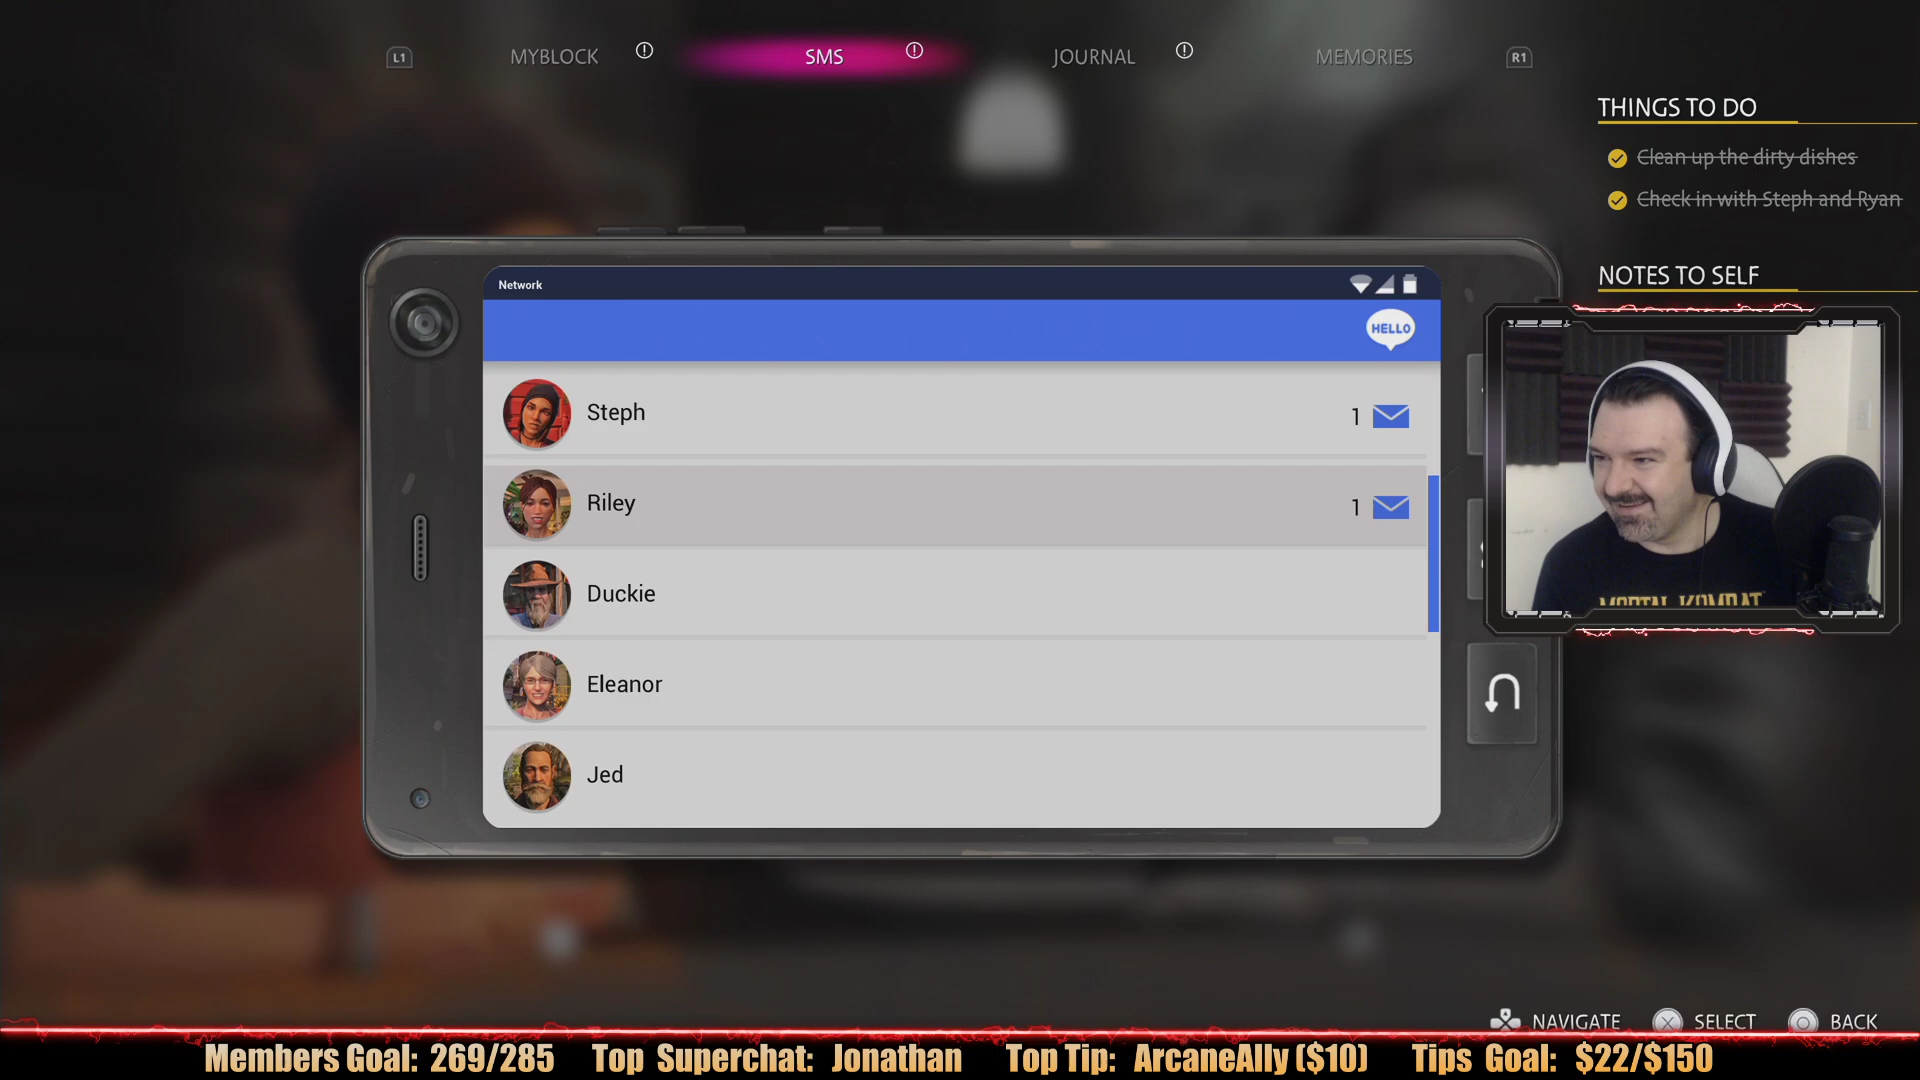 L1
MYBLOCK
SMS
JOURNAL
MEMORIES
R1
THINGS TO DO
Clean up the dirty dishes
Check in with Steph and Ryan
NOTES TO SELF
Network
HELLO
Steph
1
Riley
1
Duckie
Eleanor
Jed
MORTAL KOMBAT
NAVIGATE
SELECT
BACK
Members Goal: 269/285 Top Superchat: Jonathan Top Tip: ArcaneAlly ($10) Tips Goal: $22/$150